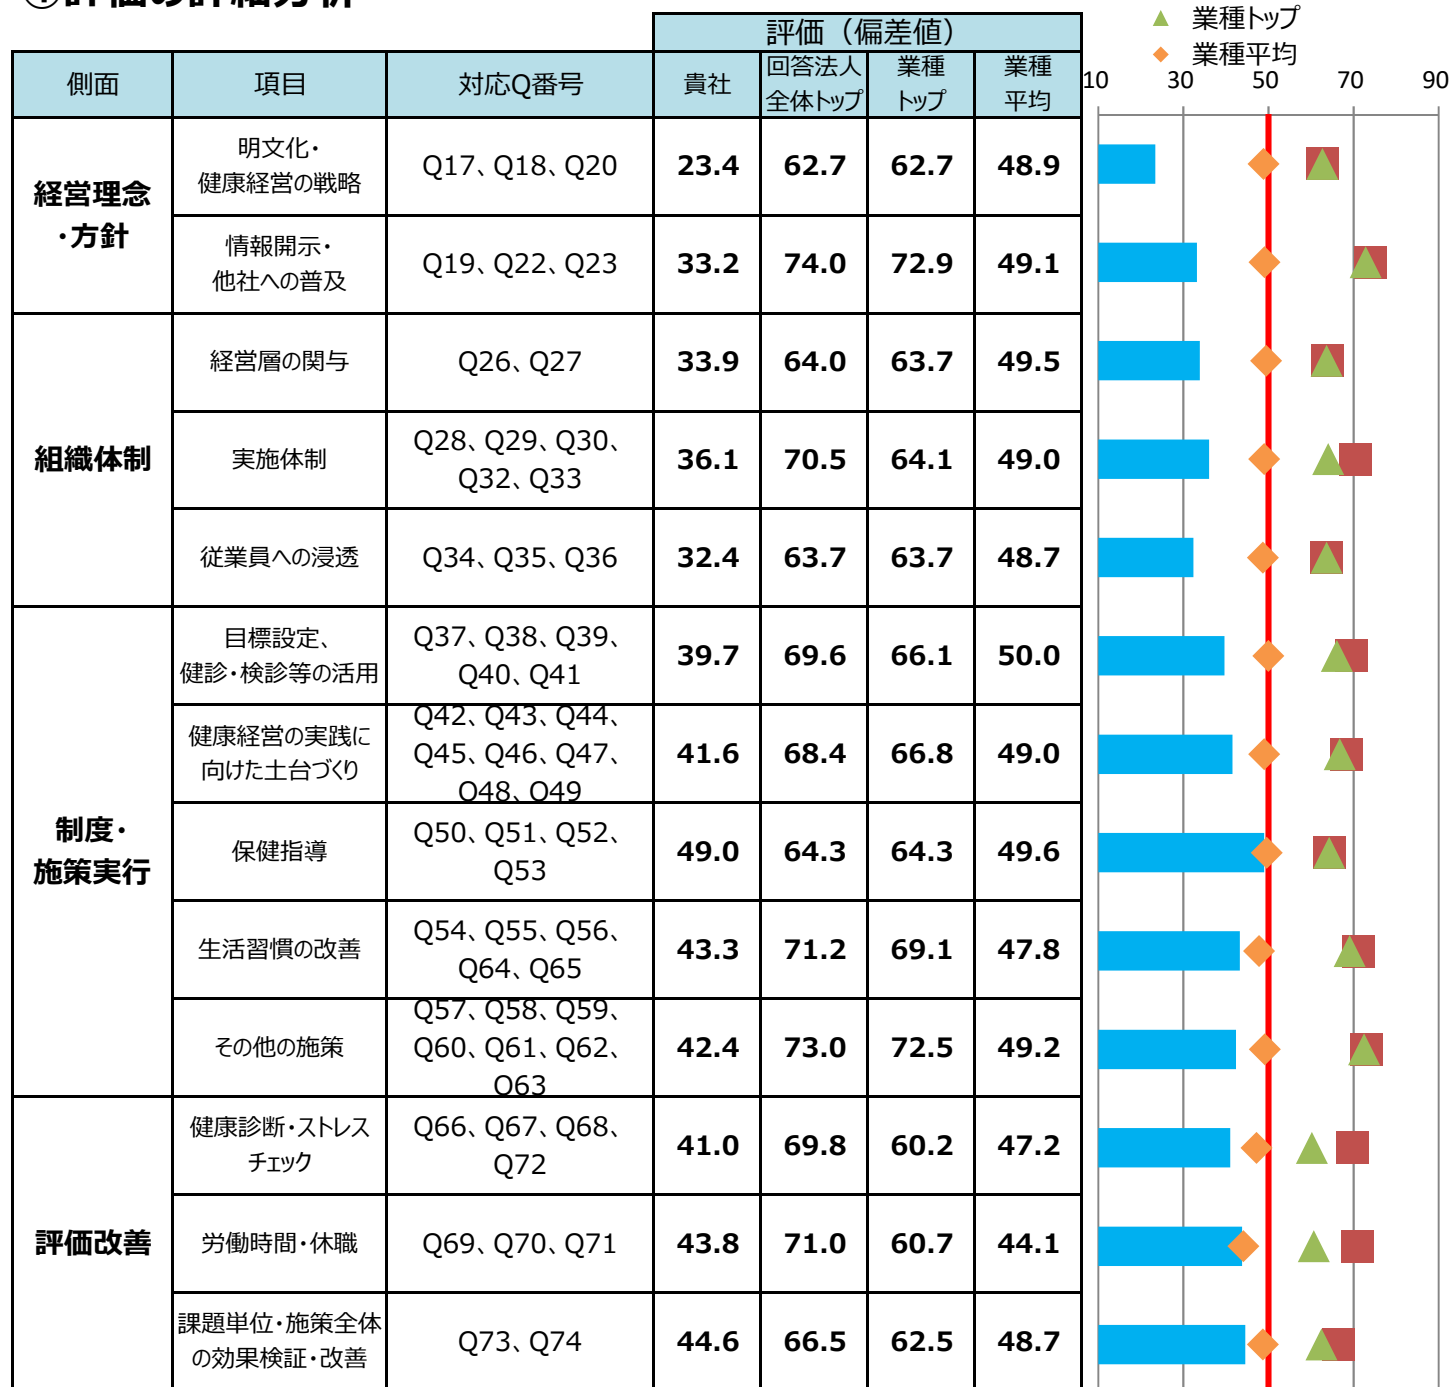 ①評価の詳細分析
▲ 業種トップ
◆ 業種平均
評価（偏差値）
側面 項目 対応Q番号 貴社 回答法人全体トップ 業種トップ 業種平均
10 30 50 70 90
経営理念・方針
明文化・健康経営の戦略 Q17、Q18、Q20 23.4 62.7 62.7 48.9
情報開示・他社への普及 Q19、Q22、Q23 33.2 74.0 72.9 49.1
組織体制
経営層の関与 Q26、Q27 33.9 64.0 63.7 49.5
実施体制 Q28、Q29、Q30、Q32、Q33 36.1 70.5 64.1 49.0
従業員への浸透 Q34、Q35、Q36 32.4 63.7 63.7 48.7
制度・施策実行
目標設定、健診・検診等の活用 Q37、Q38、Q39、Q40、Q41 39.7 69.6 66.1 50.0
健康経営の実践に向けた土台づくり Q42、Q43、Q44、Q45、Q46、Q47、Q48、Q49 41.6 68.4 66.8 49.0
保健指導 Q50、Q51、Q52、Q53 49.0 64.3 64.3 49.6
生活習慣の改善 Q54、Q55、Q56、Q64、Q65 43.3 71.2 69.1 47.8
その他の施策 Q57、Q58、Q59、Q60、Q61、Q62、Q63 42.4 73.0 72.5 49.2
評価改善
健康診断・ストレスチェック Q66、Q67、Q68、Q72 41.0 69.8 60.2 47.2
労働時間・休職 Q69、Q70、Q71 43.8 71.0 60.7 44.1
課題単位・施策全体の効果検証・改善 Q73、Q74 44.6 66.5 62.5 48.7